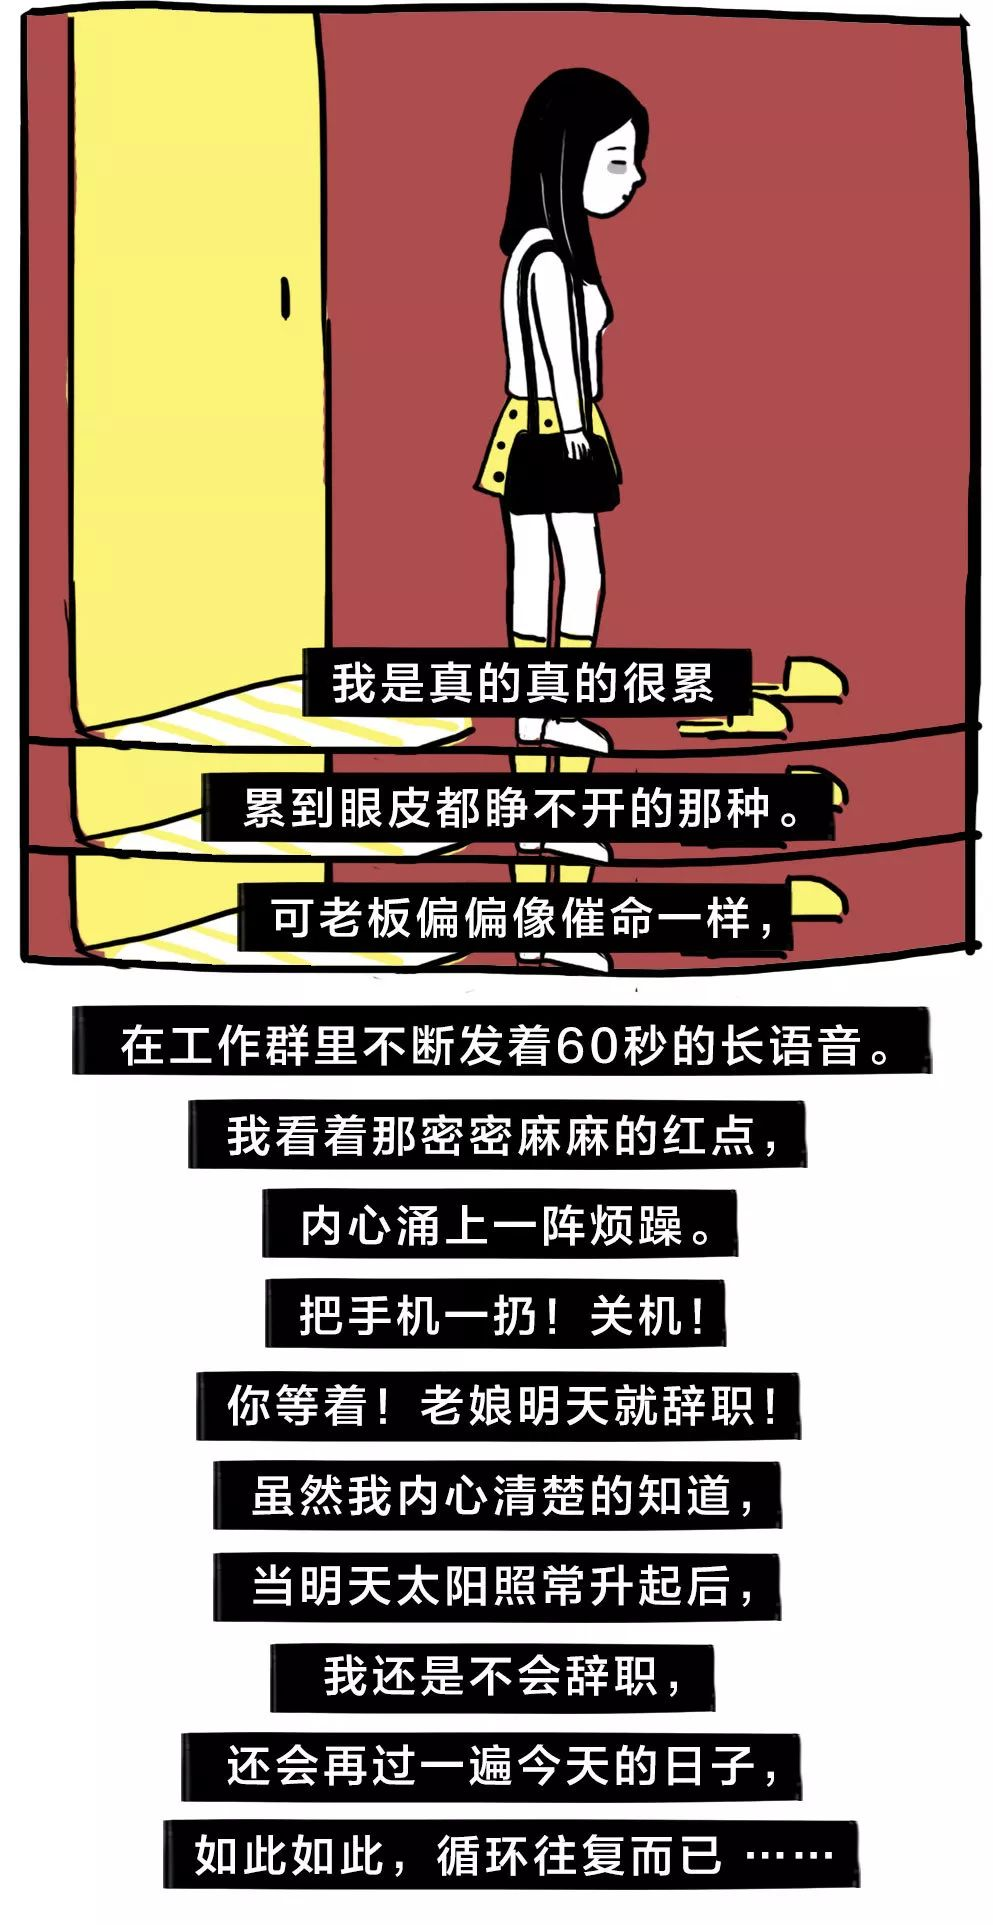 我是真的真的很累
累到眼皮都睁不开的那种。
可老板偏偏像催命一样，
在工作群里不断发着60秒的长语音。
我看着那密密麻麻的红点，
内心涌上一阵烦躁。
把手机一扔！关机！
你等着！老娘明天就辞职！
虽然我内心清楚的知道，
当明天太阳照常升起后，
我还是不会辞职，
还会再过一遍今天的日子，
如此如此，循环往复而已 ……